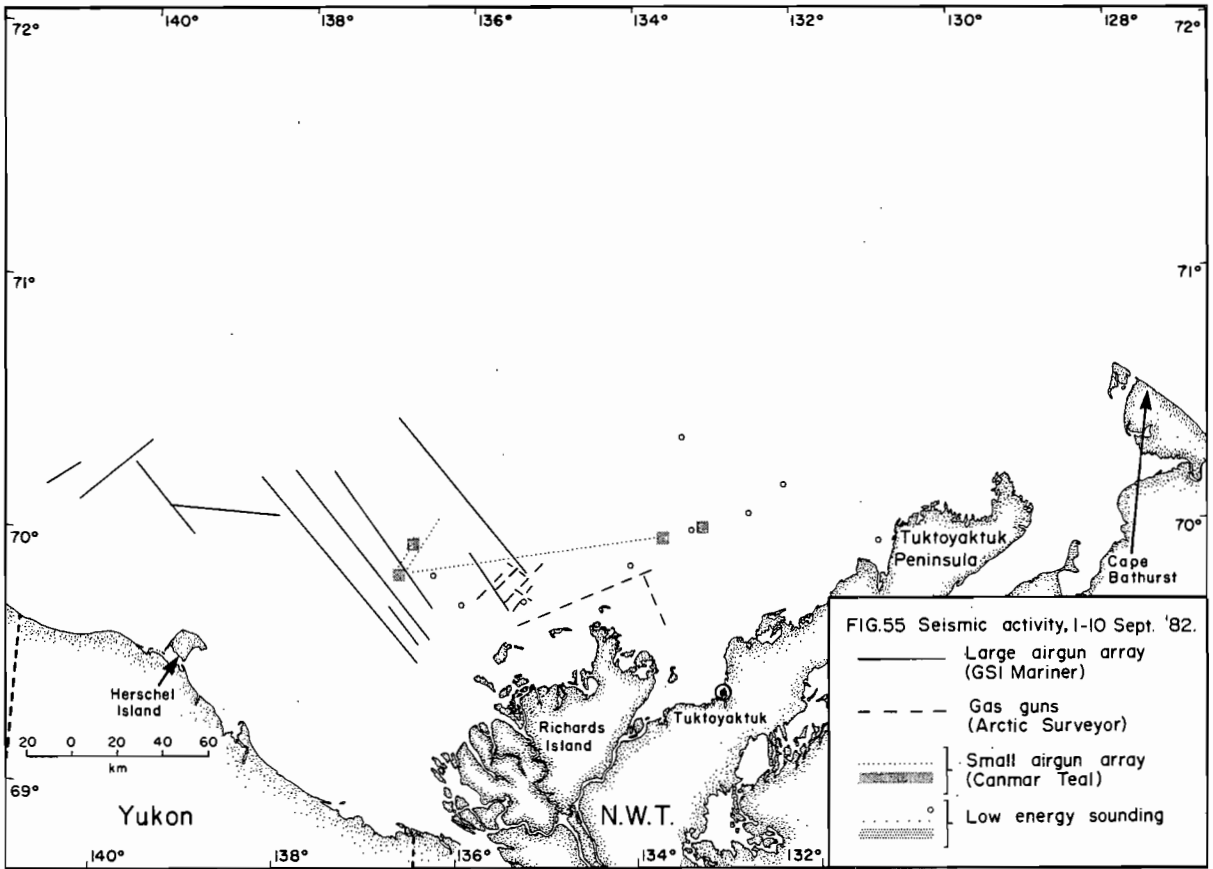 72° 140° 138° 136° 134° 132° 130° 128° 72°
71° 71°
70° 70°
Tuktoyaktuk
Peninsula
Cape
Bathurst
FIG.55 Seismic activity, 1-10 Sept. '82.
Large airgun array
(GSI Mariner)
Gas guns
(Arctic Surveyor)
Small airgun array
(Canmar Teal)
Low energy sounding
Herschel
Island
Richards
Island
Tuktoyaktuk
20 0 20 40 60
km
69°
Yukon
N.W.T.
140° 138° 136° 134° 132°